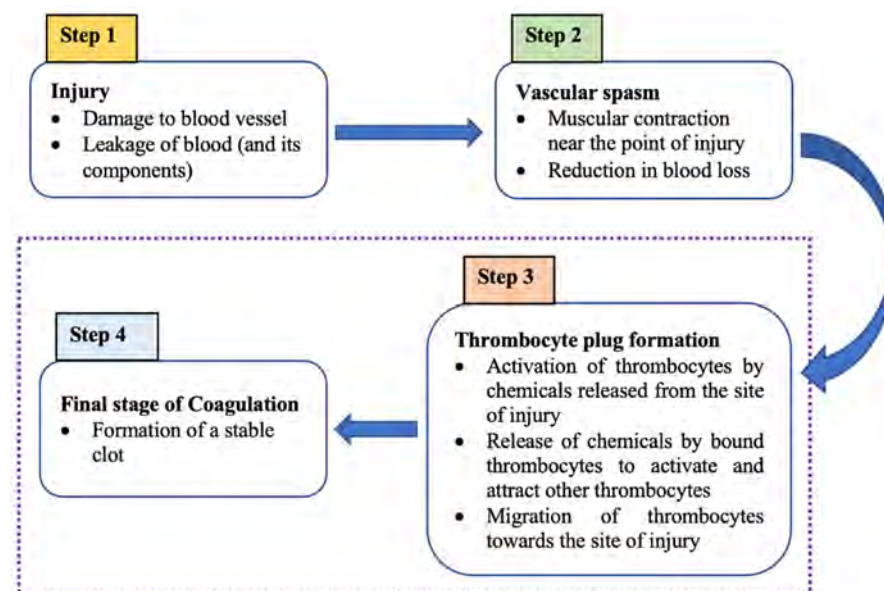 Step 1
Injury
• Damage to blood vessel
• Leakage of blood (and its
components)
Step 2
Vascular spasm
• Muscular contraction
near the point of injury
• Reduction in blood loss
Step 3
Thrombocyte plug formation
• Activation of thrombocytes by
chemicals released from the site
of injury
• Release of chemicals by bound
thrombocytes to activate and
attract other thrombocytes
• Migration of thrombocytes
towards the site of injury
Step 4
Final stage of Coagulation
• Formation of a stable
clot